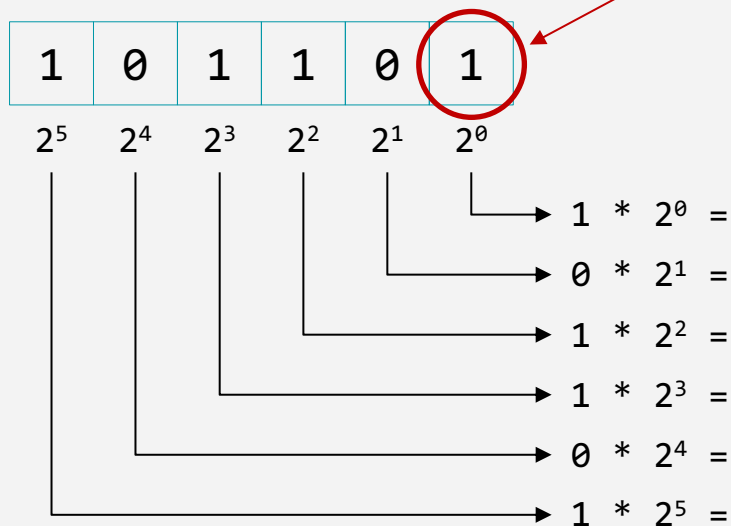 1 0 1 1 0 1
2⁵ 2⁴ 2³ 2² 2¹ 2⁰
1 * 2⁰ =
0 * 2¹ =
1 * 2² =
1 * 2³ =
0 * 2⁴ =
1 * 2⁵ =